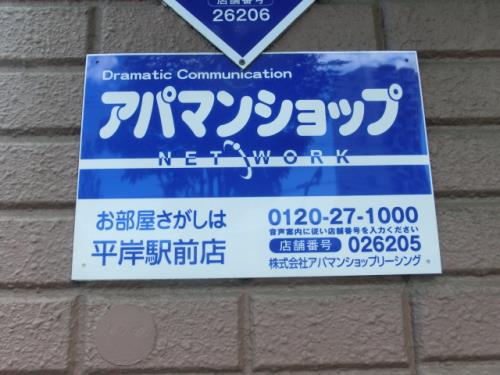 店舗番号
26206
Dramatic Communication
アパマンショップ
NETWORK
お部屋さがしは
平岸駅前店
0120-27-1000
音声案内に従い店舗番号を入力ください
店舗番号 026205
株式会社アパマンショップリーシング